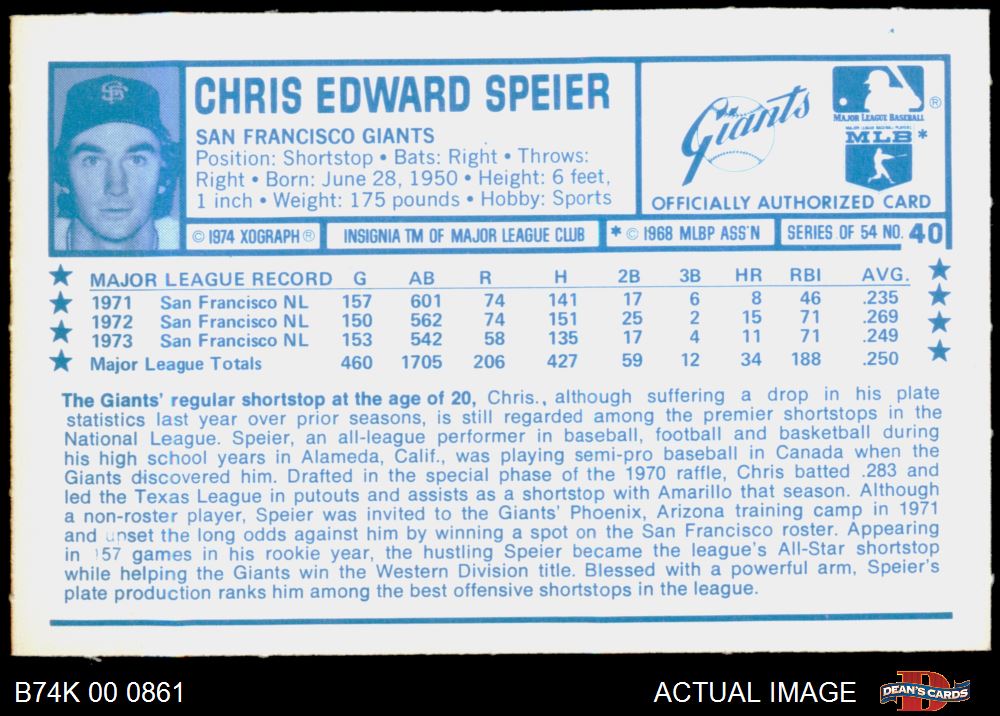 CHRIS EDWARD SPEIER
SAN FRANCISCO GIANTS
Position: Shortstop • Bats: Right • Throws:
Right • Born: June 28, 1950 • Height: 6 feet,
1 inch • Weight: 175 pounds • Hobby: Sports
SF
Giants
®
MAJOR LEAGUE BASEBALL
MAJOR LEAGUE BASEBALL PLAYERS
MLB *
OFFICIALLY AUTHORIZED CARD
© 1974 XOGRAPH ® INSIGNIA TM OF MAJOR LEAGUE CLUB * © 1968 MLBP ASS'N SERIES OF 54 NO. 40
MAJOR LEAGUE RECORD G AB R H 2B 3B HR RBI AVG.
1971 San Francisco NL 157 601 74 141 17 6 8 46 .235
1972 San Francisco NL 150 562 74 151 25 2 15 71 .269
1973 San Francisco NL 153 542 58 135 17 4 11 71 .249
Major League Totals 460 1705 206 427 59 12 34 188 .250
The Giants' regular shortstop at the age of 20, Chris., although suffering a drop in his plate
statistics last year over prior seasons, is still regarded among the premier shortstops in the
National League. Speier, an all-league performer in baseball, football and basketball during
his high school years in Alameda, Calif., was playing semi-pro baseball in Canada when the
Giants discovered him. Drafted in the special phase of the 1970 raffle, Chris batted .283 and
led the Texas League in putouts and assists as a shortstop with Amarillo that season. Although
a non-roster player, Speier was invited to the Giants' Phoenix, Arizona training camp in 1971
and upset the long odds against him by winning a spot on the San Francisco roster. Appearing
in 157 games in his rookie year, the hustling Speier became the league's All-Star shortstop
while helping the Giants win the Western Division title. Blessed with a powerful arm, Speier's
plate production ranks him among the best offensive shortstops in the league.
B74K 00 0861
ACTUAL IMAGE
D
DEAN'S CARDS